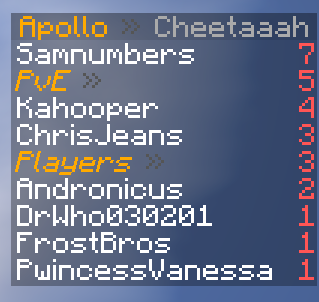 Apollo » Cheetaaah
Samnumbers 7
PvE » 5
Kahooper 4
ChrisJeans 3
Players » 3
Andronicus 2
DrWho030201 1
FrostBros 1
PwincessVanessa 1